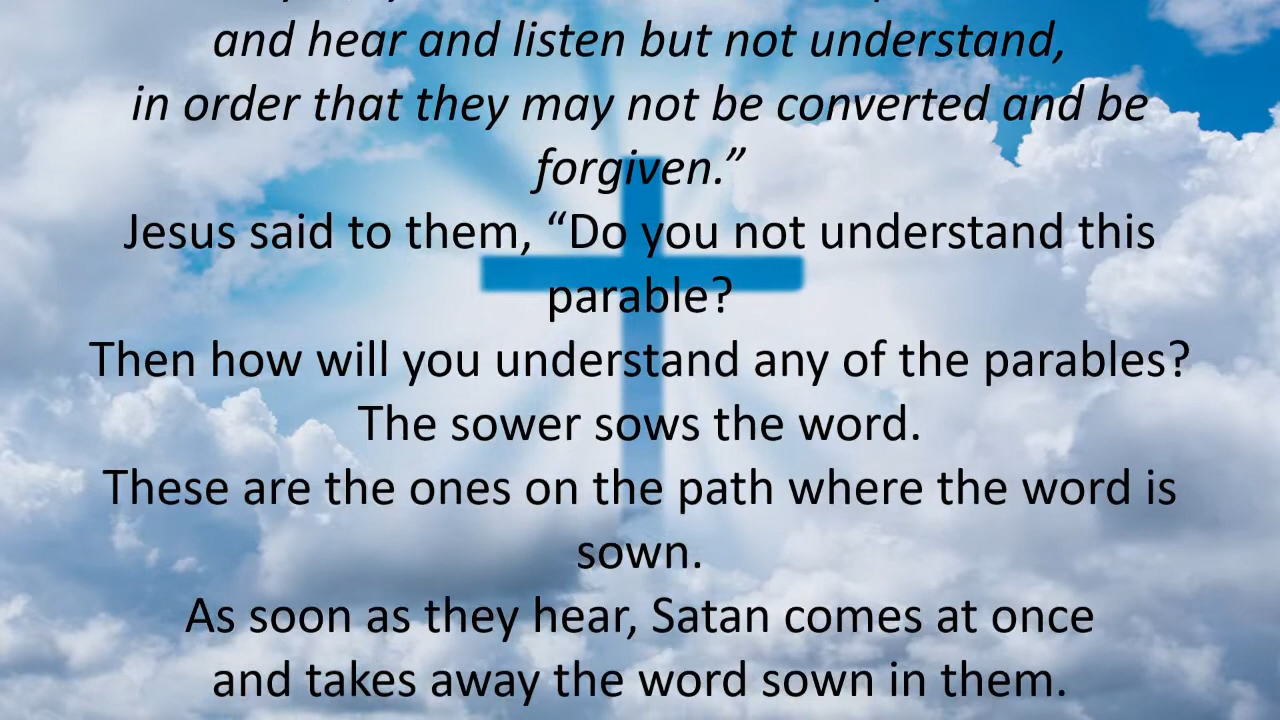 and hear and listen but not understand,
in order that they may not be converted and be
forgiven.”
Jesus said to them, “Do you not understand this
parable?
Then how will you understand any of the parables?
The sower sows the word.
These are the ones on the path where the word is
sown.
As soon as they hear, Satan comes at once
and takes away the word sown in them.